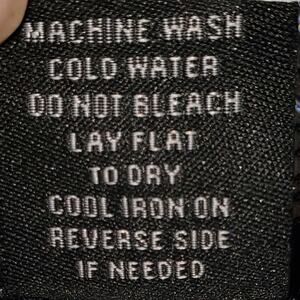 MACHINE WASH
COLD WATER
DO NOT BLEACH
LAY FLAT
TO DRY
COOL IRON ON
REVERSE SIDE
IF NEEDED